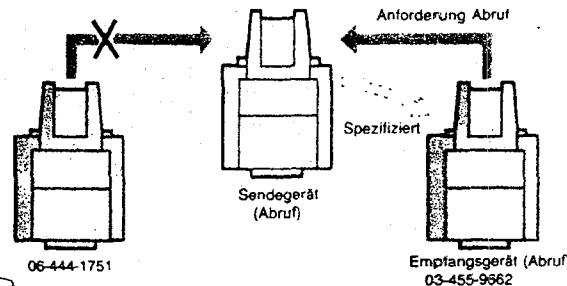 Anforderung Abruf
Spezifiziert
Sendegerät
(Abruf)
06-444-1751
Empfangsgerät (Abruf)
03-455-9662